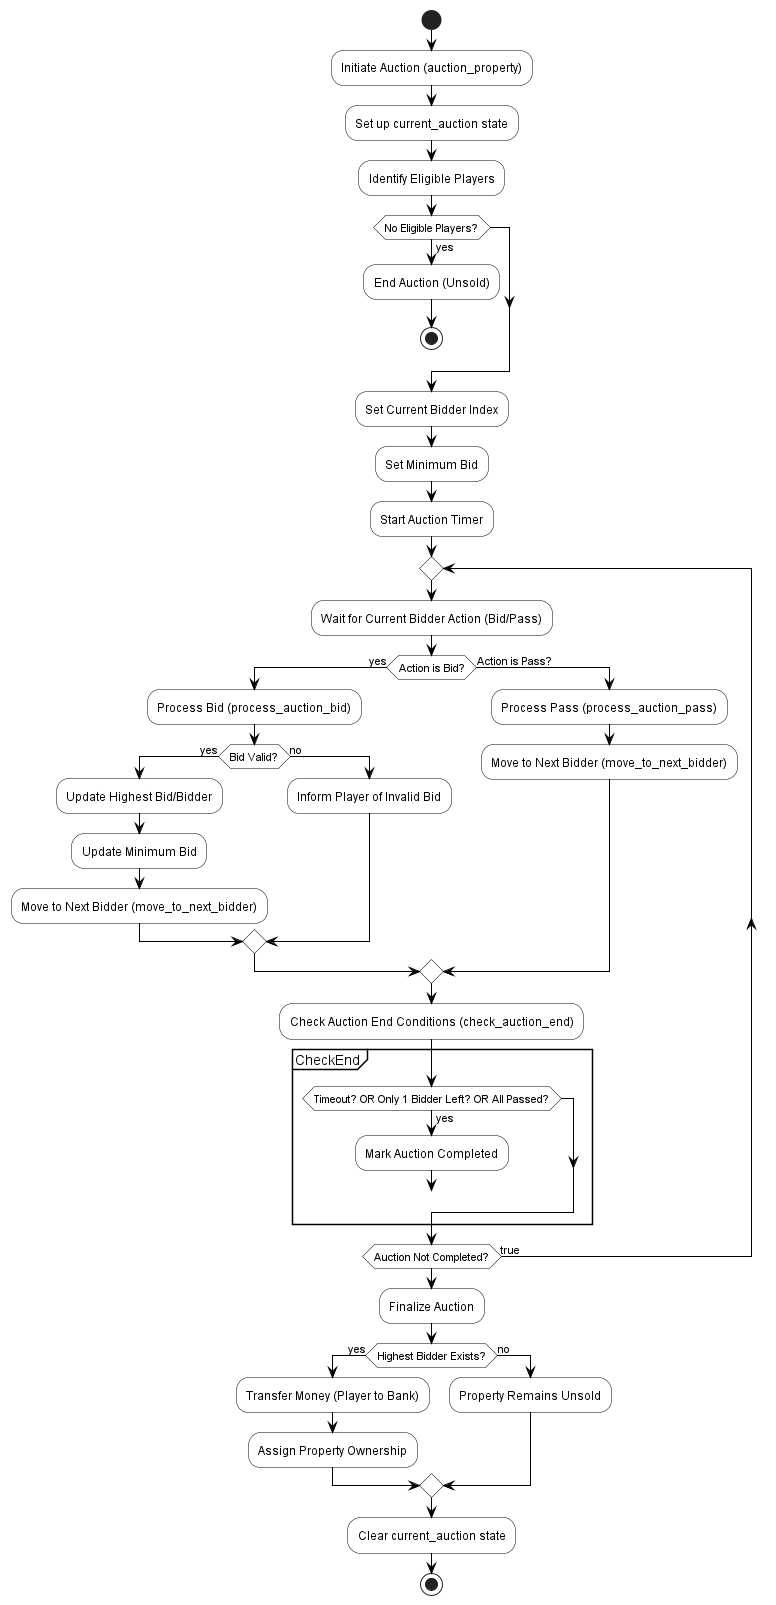 Initiate Auction (auction_property)
Set up current_auction state
Identify Eligible Players
No Eligible Players?
yes
End Auction (Unsold)
Set Current Bidder Index
Set Minimum Bid
Start Auction Timer
Wait for Current Bidder Action (Bid/Pass)
yes
Action is Bid?
Action is Pass?
Process Bid (process_auction_bid)
Process Pass (process_auction_pass)
yes
Bid Valid?
no
Move to Next Bidder (move_to_next_bidder)
Update Highest Bid/Bidder
Inform Player of Invalid Bid
Update Minimum Bid
Move to Next Bidder (move_to_next_bidder)
Check Auction End Conditions (check_auction_end)
CheckEnd
Timeout? OR Only 1 Bidder Left? OR All Passed?
yes
Mark Auction Completed
Auction Not Completed?
true
Finalize Auction
yes
Highest Bidder Exists?
no
Transfer Money (Player to Bank)
Property Remains Unsold
Assign Property Ownership
Clear current_auction state